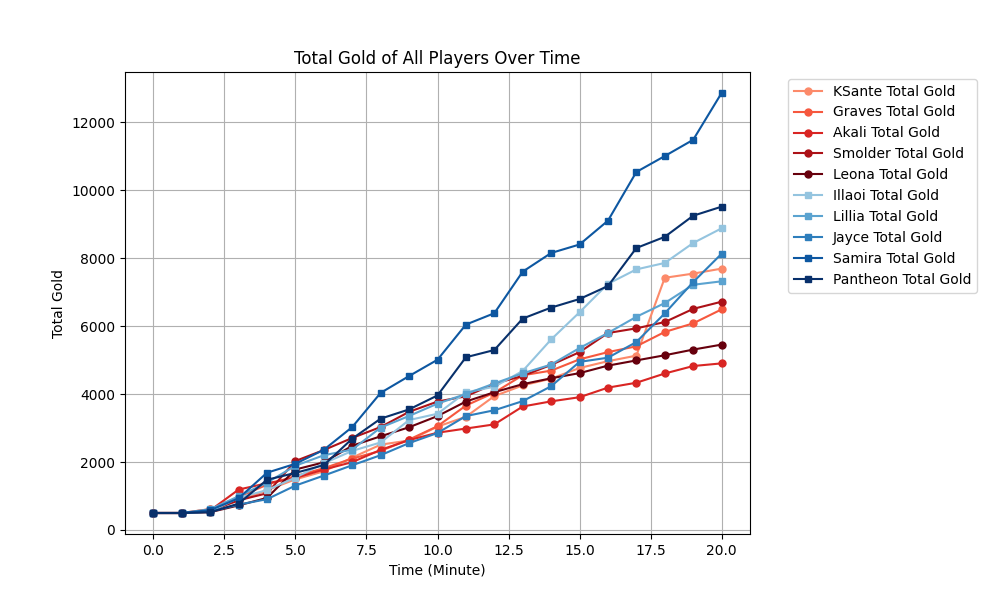 Total Gold of All Players Over Time
Total Gold
12000
10000
8000
6000
4000
2000
0
0.0 2.5 5.0 7.5 10.0 12.5 15.0 17.5 20.0
Time (Minute)
KSante Total Gold
Graves Total Gold
Akali Total Gold
Smolder Total Gold
Leona Total Gold
Illaoi Total Gold
Lillia Total Gold
Jayce Total Gold
Samira Total Gold
Pantheon Total Gold